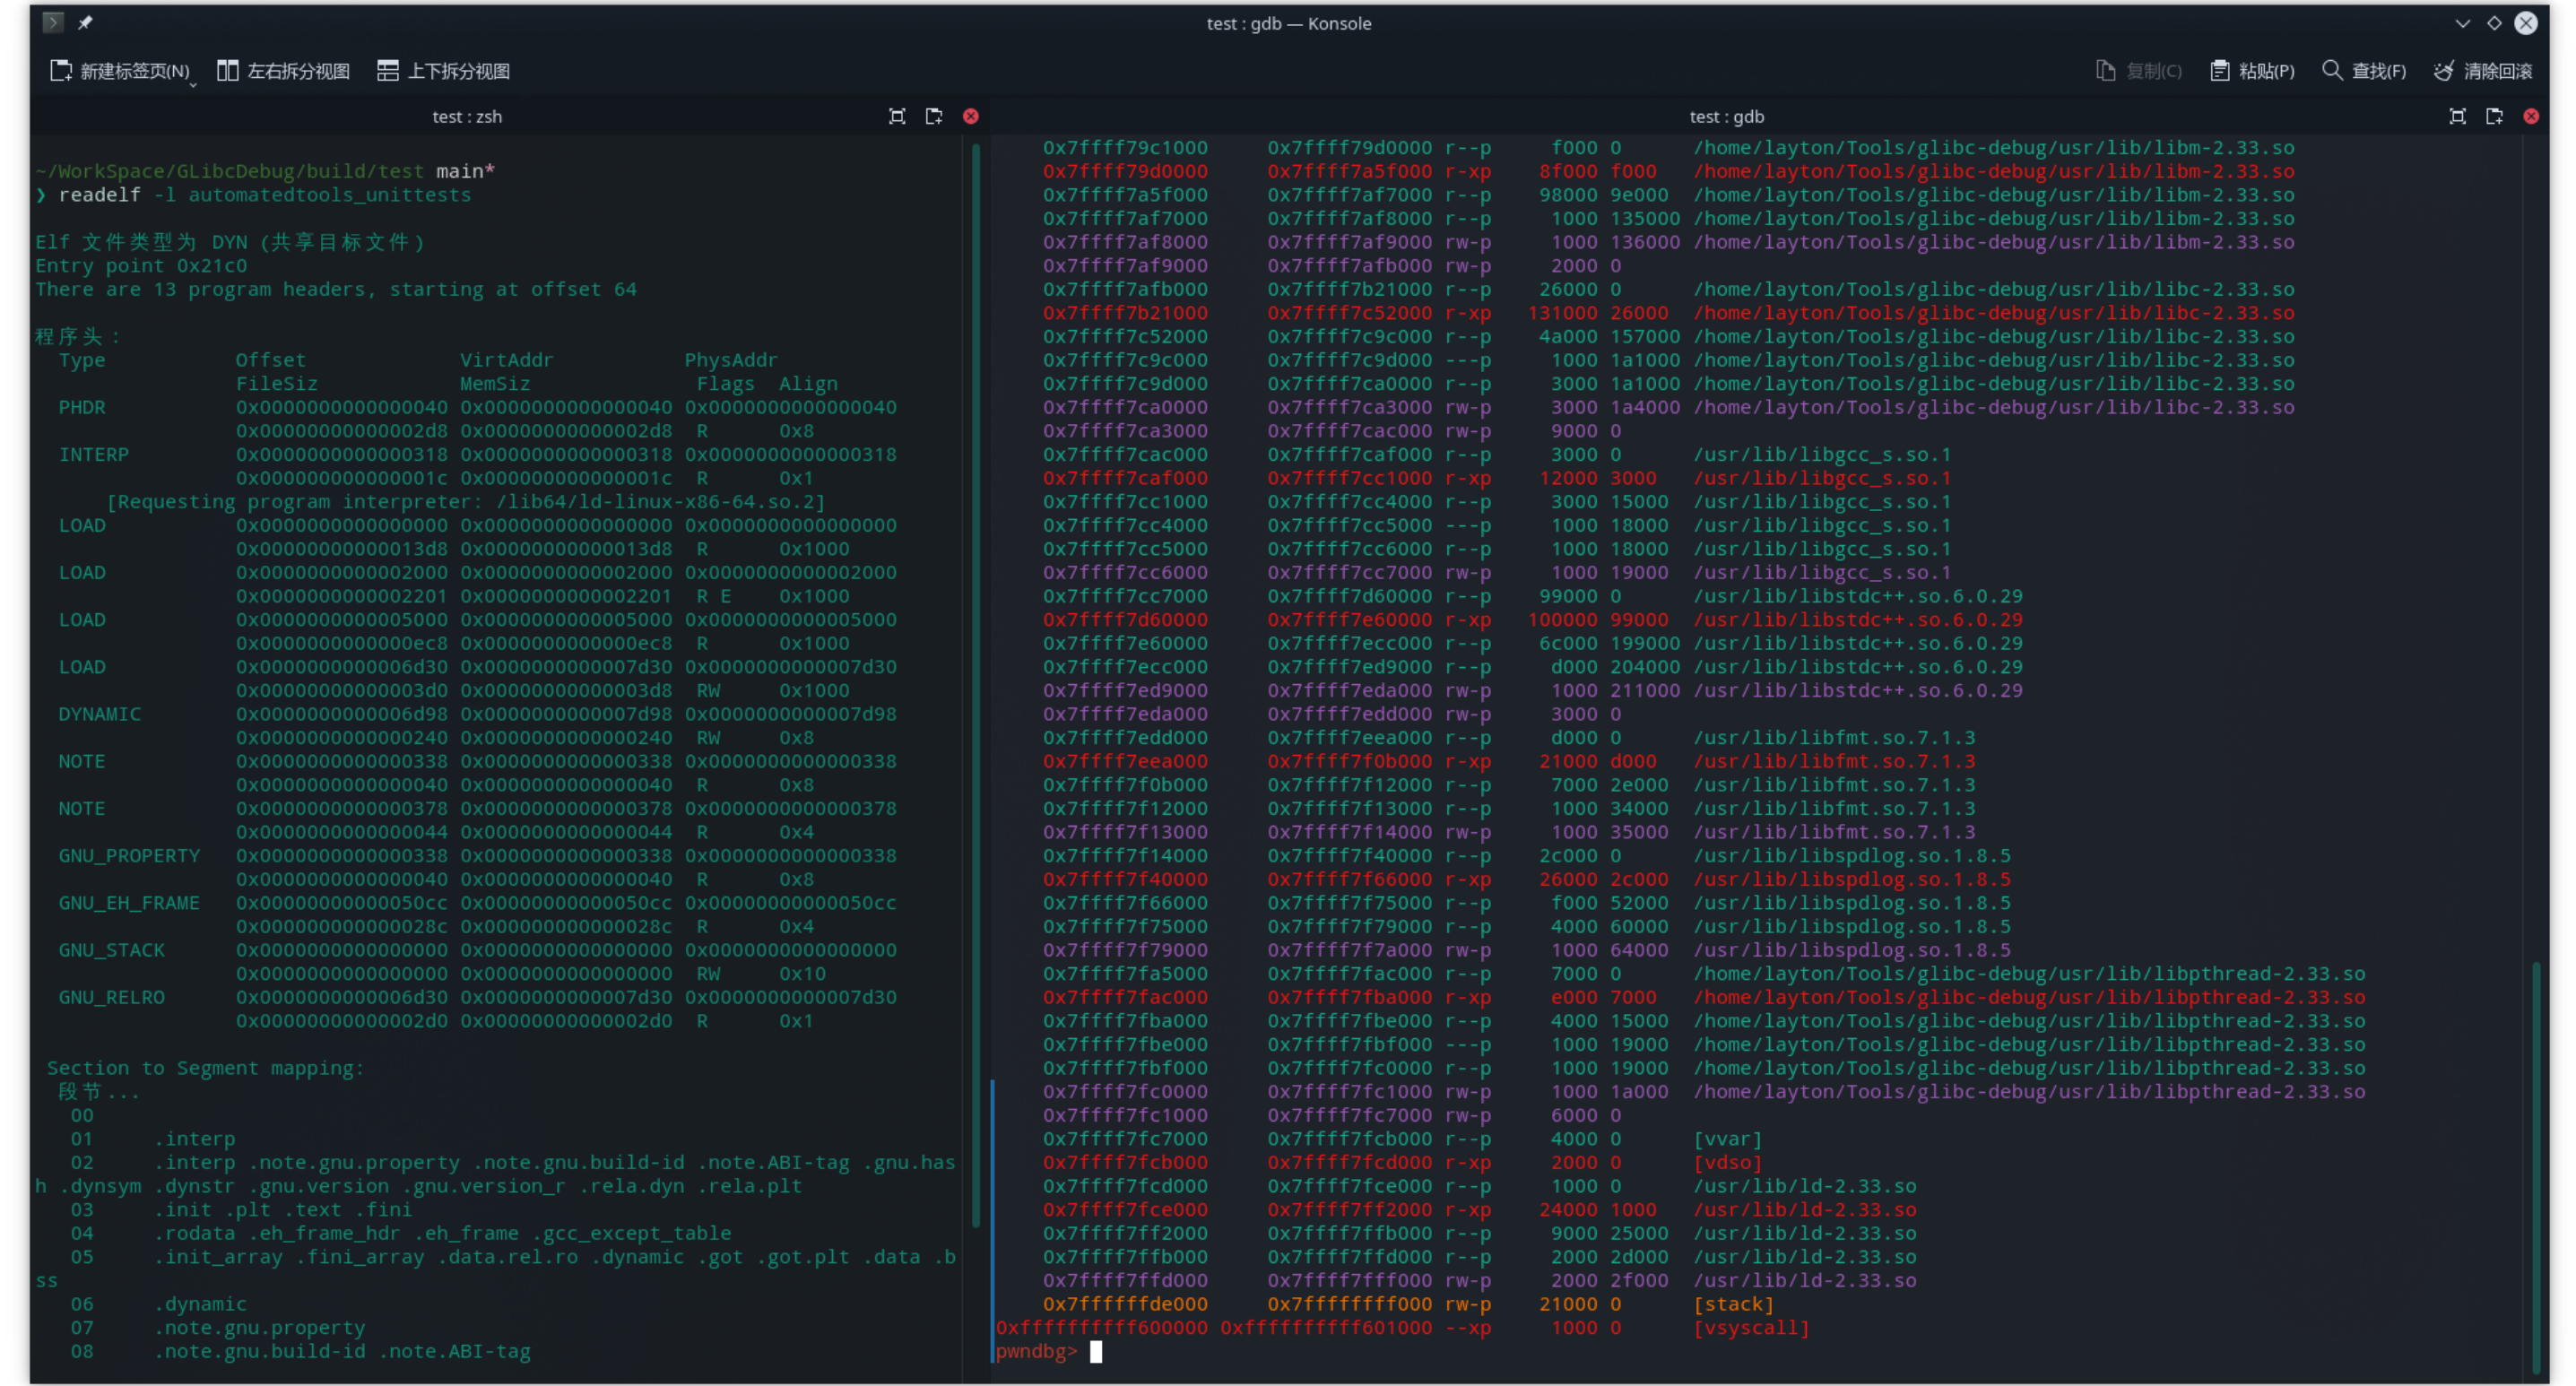 test : gdb — Konsole
新建标签页(N) 左右拆分视图 上下拆分视图 复制(C) 粘贴(P) 查找(F) 清除回滚
test : zsh
~/WorkSpace/GLibcDebug/build/test main*
❯ readelf -l automatedtools_unittests
Elf 文件类型为 DYN (共享目标文件)
Entry point 0x21c0
There are 13 program headers, starting at offset 64
程序头：
Type Offset VirtAddr PhysAddr
FileSiz MemSiz Flags Align
PHDR 0x0000000000000040 0x0000000000000040 0x0000000000000040
0x00000000000002d8 0x00000000000002d8 R 0x8
INTERP 0x0000000000000318 0x0000000000000318 0x0000000000000318
0x000000000000001c 0x000000000000001c R 0x1
[Requesting program interpreter: /lib64/ld-linux-x86-64.so.2]
LOAD 0x0000000000000000 0x0000000000000000 0x0000000000000000
0x00000000000013d8 0x00000000000013d8 R 0x1000
LOAD 0x0000000000002000 0x0000000000002000 0x0000000000002000
0x0000000000002201 0x0000000000002201 R E 0x1000
LOAD 0x0000000000005000 0x0000000000005000 0x0000000000005000
0x0000000000000ec8 0x0000000000000ec8 R 0x1000
LOAD 0x0000000000006d30 0x0000000000007d30 0x0000000000007d30
0x00000000000003d0 0x00000000000003d8 RW 0x1000
DYNAMIC 0x0000000000006d98 0x0000000000007d98 0x0000000000007d98
0x0000000000000240 0x0000000000000240 RW 0x8
NOTE 0x0000000000000338 0x0000000000000338 0x0000000000000338
0x0000000000000040 0x0000000000000040 R 0x8
NOTE 0x0000000000000378 0x0000000000000378 0x0000000000000378
0x0000000000000044 0x0000000000000044 R 0x4
GNU_PROPERTY 0x0000000000000338 0x0000000000000338 0x0000000000000338
0x0000000000000040 0x0000000000000040 R 0x8
GNU_EH_FRAME 0x00000000000050cc 0x00000000000050cc 0x00000000000050cc
0x000000000000028c 0x000000000000028c R 0x4
GNU_STACK 0x0000000000000000 0x0000000000000000 0x0000000000000000
0x0000000000000000 0x0000000000000000 RW 0x10
GNU_RELRO 0x0000000000006d30 0x0000000000007d30 0x0000000000007d30
0x00000000000002d0 0x00000000000002d0 R 0x1
Section to Segment mapping:
段节...
00
01 .interp
02 .interp .note.gnu.property .note.gnu.build-id .note.ABI-tag .gnu.has
h .dynsym .dynstr .gnu.version .gnu.version_r .rela.dyn .rela.plt
03 .init .plt .text .fini
04 .rodata .eh_frame_hdr .eh_frame .gcc_except_table
05 .init_array .fini_array .data.rel.ro .dynamic .got .got.plt .data .b
ss
06 .dynamic
07 .note.gnu.property
08 .note.gnu.build-id .note.ABI-tag
test : gdb
0x7ffff79c1000 0x7ffff79d0000 r--p f000 0 /home/layton/Tools/glibc-debug/usr/lib/libm-2.33.so
0x7ffff79d0000 0x7ffff7a5f000 r-xp 8f000 f000 /home/layton/Tools/glibc-debug/usr/lib/libm-2.33.so
0x7ffff7a5f000 0x7ffff7af7000 r--p 98000 9e000 /home/layton/Tools/glibc-debug/usr/lib/libm-2.33.so
0x7ffff7af7000 0x7ffff7af8000 r--p 1000 135000 /home/layton/Tools/glibc-debug/usr/lib/libm-2.33.so
0x7ffff7af8000 0x7ffff7af9000 rw-p 1000 136000 /home/layton/Tools/glibc-debug/usr/lib/libm-2.33.so
0x7ffff7af9000 0x7ffff7afb000 rw-p 2000 0
0x7ffff7afb000 0x7ffff7b21000 r--p 26000 0 /home/layton/Tools/glibc-debug/usr/lib/libc-2.33.so
0x7ffff7b21000 0x7ffff7c52000 r-xp 131000 26000 /home/layton/Tools/glibc-debug/usr/lib/libc-2.33.so
0x7ffff7c52000 0x7ffff7c9c000 r--p 4a000 157000 /home/layton/Tools/glibc-debug/usr/lib/libc-2.33.so
0x7ffff7c9c000 0x7ffff7c9d000 ---p 1000 1a1000 /home/layton/Tools/glibc-debug/usr/lib/libc-2.33.so
0x7ffff7c9d000 0x7ffff7ca0000 r--p 3000 1a1000 /home/layton/Tools/glibc-debug/usr/lib/libc-2.33.so
0x7ffff7ca0000 0x7ffff7ca3000 rw-p 3000 1a4000 /home/layton/Tools/glibc-debug/usr/lib/libc-2.33.so
0x7ffff7ca3000 0x7ffff7cac000 rw-p 9000 0
0x7ffff7cac000 0x7ffff7caf000 r--p 3000 0 /usr/lib/libgcc_s.so.1
0x7ffff7caf000 0x7ffff7cc1000 r-xp 12000 3000 /usr/lib/libgcc_s.so.1
0x7ffff7cc1000 0x7ffff7cc4000 r--p 3000 15000 /usr/lib/libgcc_s.so.1
0x7ffff7cc4000 0x7ffff7cc5000 ---p 1000 18000 /usr/lib/libgcc_s.so.1
0x7ffff7cc5000 0x7ffff7cc6000 r--p 1000 18000 /usr/lib/libgcc_s.so.1
0x7ffff7cc6000 0x7ffff7cc7000 rw-p 1000 19000 /usr/lib/libgcc_s.so.1
0x7ffff7cc7000 0x7ffff7d60000 r--p 99000 0 /usr/lib/libstdc++.so.6.0.29
0x7ffff7d60000 0x7ffff7e60000 r-xp 100000 99000 /usr/lib/libstdc++.so.6.0.29
0x7ffff7e60000 0x7ffff7ecc000 r--p 6c000 199000 /usr/lib/libstdc++.so.6.0.29
0x7ffff7ecc000 0x7ffff7ed9000 r--p d000 204000 /usr/lib/libstdc++.so.6.0.29
0x7ffff7ed9000 0x7ffff7eda000 rw-p 1000 211000 /usr/lib/libstdc++.so.6.0.29
0x7ffff7eda000 0x7ffff7edd000 rw-p 3000 0
0x7ffff7edd000 0x7ffff7eea000 r--p d000 0 /usr/lib/libfmt.so.7.1.3
0x7ffff7eea000 0x7ffff7f0b000 r-xp 21000 d000 /usr/lib/libfmt.so.7.1.3
0x7ffff7f0b000 0x7ffff7f12000 r--p 7000 2e000 /usr/lib/libfmt.so.7.1.3
0x7ffff7f12000 0x7ffff7f13000 r--p 1000 34000 /usr/lib/libfmt.so.7.1.3
0x7ffff7f13000 0x7ffff7f14000 rw-p 1000 35000 /usr/lib/libfmt.so.7.1.3
0x7ffff7f14000 0x7ffff7f40000 r--p 2c000 0 /usr/lib/libspdlog.so.1.8.5
0x7ffff7f40000 0x7ffff7f66000 r-xp 26000 2c000 /usr/lib/libspdlog.so.1.8.5
0x7ffff7f66000 0x7ffff7f75000 r--p f000 52000 /usr/lib/libspdlog.so.1.8.5
0x7ffff7f75000 0x7ffff7f79000 r--p 4000 60000 /usr/lib/libspdlog.so.1.8.5
0x7ffff7f79000 0x7ffff7f7a000 rw-p 1000 64000 /usr/lib/libspdlog.so.1.8.5
0x7ffff7fa5000 0x7ffff7fac000 r--p 7000 0 /home/layton/Tools/glibc-debug/usr/lib/libpthread-2.33.so
0x7ffff7fac000 0x7ffff7fba000 r-xp e000 7000 /home/layton/Tools/glibc-debug/usr/lib/libpthread-2.33.so
0x7ffff7fba000 0x7ffff7fbe000 r--p 4000 15000 /home/layton/Tools/glibc-debug/usr/lib/libpthread-2.33.so
0x7ffff7fbe000 0x7ffff7fbf000 ---p 1000 19000 /home/layton/Tools/glibc-debug/usr/lib/libpthread-2.33.so
0x7ffff7fbf000 0x7ffff7fc0000 r--p 1000 19000 /home/layton/Tools/glibc-debug/usr/lib/libpthread-2.33.so
0x7ffff7fc0000 0x7ffff7fc1000 rw-p 1000 1a000 /home/layton/Tools/glibc-debug/usr/lib/libpthread-2.33.so
0x7ffff7fc1000 0x7ffff7fc7000 rw-p 6000 0
0x7ffff7fc7000 0x7ffff7fcb000 r--p 4000 0 [vvar]
0x7ffff7fcb000 0x7ffff7fcd000 r-xp 2000 0 [vdso]
0x7ffff7fcd000 0x7ffff7fce000 r--p 1000 0 /usr/lib/ld-2.33.so
0x7ffff7fce000 0x7ffff7ff2000 r-xp 24000 1000 /usr/lib/ld-2.33.so
0x7ffff7ff2000 0x7ffff7ffb000 r--p 9000 25000 /usr/lib/ld-2.33.so
0x7ffff7ffb000 0x7ffff7ffd000 r--p 2000 2d000 /usr/lib/ld-2.33.so
0x7ffff7ffd000 0x7ffff7fff000 rw-p 2000 2f000 /usr/lib/ld-2.33.so
0x7ffffffde000 0x7ffffffff000 rw-p 21000 0 [stack]
0xffffffffff600000 0xffffffffff601000 --xp 1000 0 [vsyscall]
pwndbg>